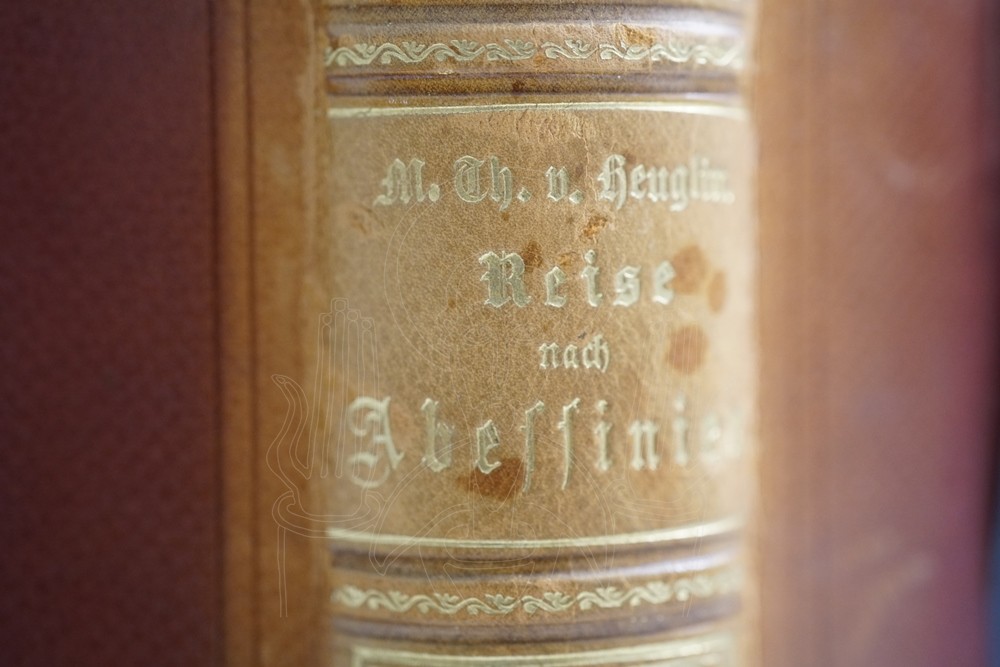 M. Th. v. Heuglin.
Reise
nach
Abeſſinien